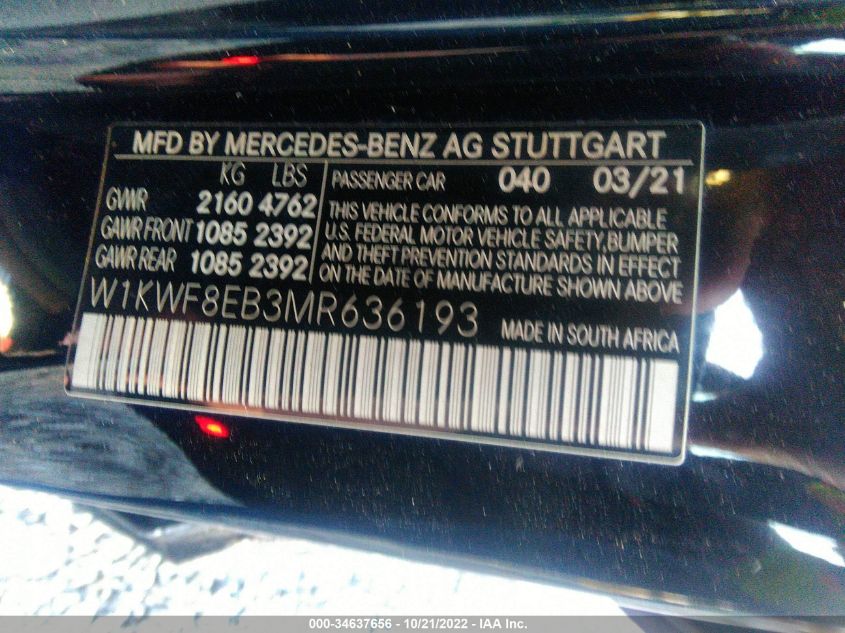 MFD BY MERCEDES-BENZ AG STUTTGART
KG LBS
GVWR 2160 4762
GAWR FRONT 1085 2392
GAWR REAR 1085 2392
PASSENGER CAR 040 03/21
THIS VEHICLE CONFORMS TO ALL APPLICABLE
U.S. FEDERAL MOTOR VEHICLE SAFETY, BUMPER
AND THEFT PREVENTION STANDARDS IN EFFECT
ON THE DATE OF MANUFACTURE SHOWN ABOVE
W1KWF8EB3MR636193
MADE IN SOUTH AFRICA
000-34637656 - 10/21/2022 - IAA Inc.